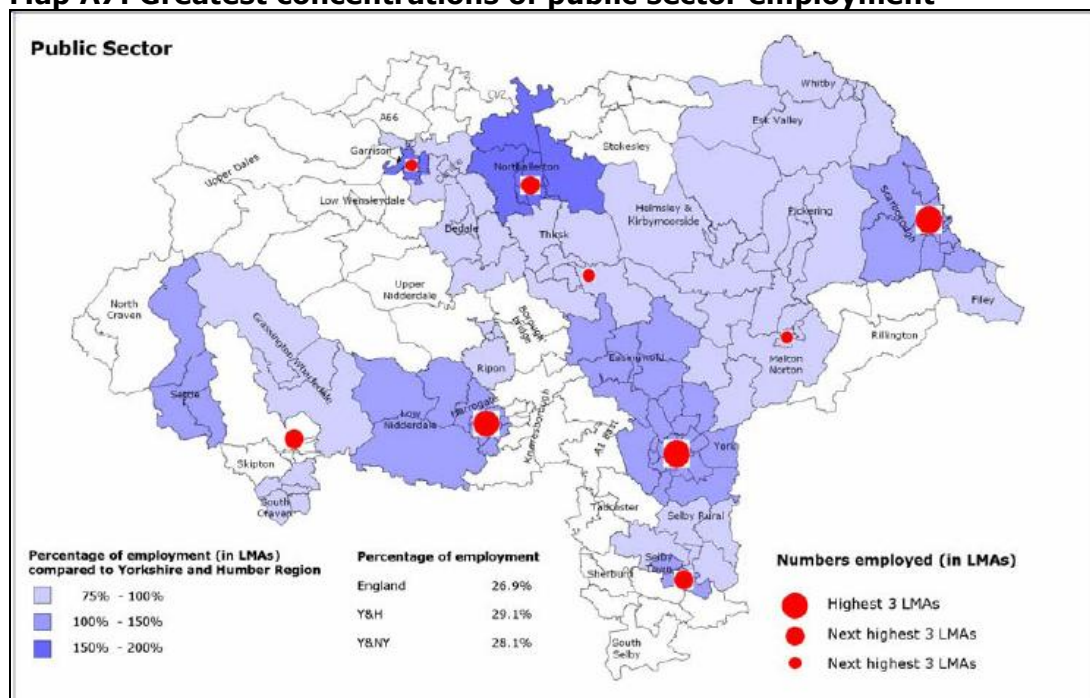 Map A7: Greatest concentrations of public sector employment
Public Sector
Whitby
A66
Esk Valley
Garrison
Stokesley
Northallerton
Upper Dales
Low Wensleydale
Helmsley &
Kirbymoorside
Pickering
Scarborough
Bedale
Thirsk
Upper
Nidderdale
North
Craven
Filey
Borough
bridge
Grassington/Wharfedale
Rillington
Easingwold
Malton
Norton
Ripon
Settle
Low
Nidderdale
Harrogate
Knaresborough
A1 East
York
Skipton
South
Craven
Tadcaster
Selby Rural
Selby
Town
Sherburn
South
Selby
Percentage of employment (in LMAs)
compared to Yorkshire and Humber Region
75% - 100%
100% - 150%
150% - 200%
Percentage of employment
England 26.9%
Y&H 29.1%
Y&NY 28.1%
Numbers employed (in LMAs)
Highest 3 LMAs
Next highest 3 LMAs
Next highest 3 LMAs